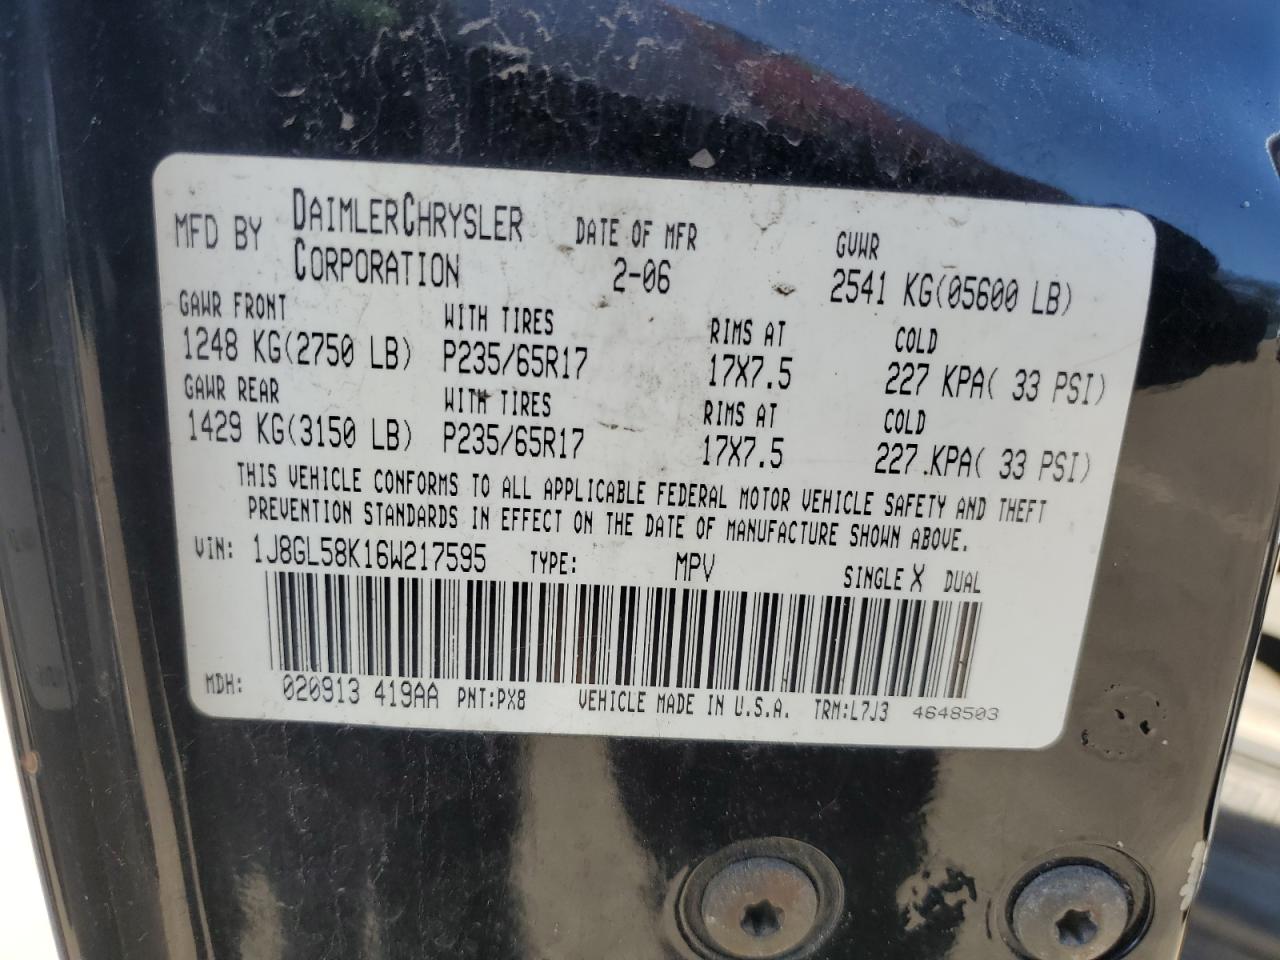 MFD BY DAIMLERCHRYSLER CORPORATION DATE OF MFR 2-06 GVWR 2541 KG(05600 LB)
GAWR FRONT WITH TIRES RIMS AT COLD
1248 KG(2750 LB) P235/65R17 17X7.5 227 KPA( 33 PSI)
GAWR REAR WITH TIRES RIMS AT COLD
1429 KG(3150 LB) P235/65R17 17X7.5 227 KPA( 33 PSI)
THIS VEHICLE CONFORMS TO ALL APPLICABLE FEDERAL MOTOR VEHICLE SAFETY AND THEFT
PREVENTION STANDARDS IN EFFECT ON THE DATE OF MANUFACTURE SHOWN ABOVE.
VIN: 1J8GL58K16W217595 TYPE: MPV SINGLE X DUAL
MDH: 020913 419AA PNT:PX8 VEHICLE MADE IN U.S.A. TRM:L7J3 4648503